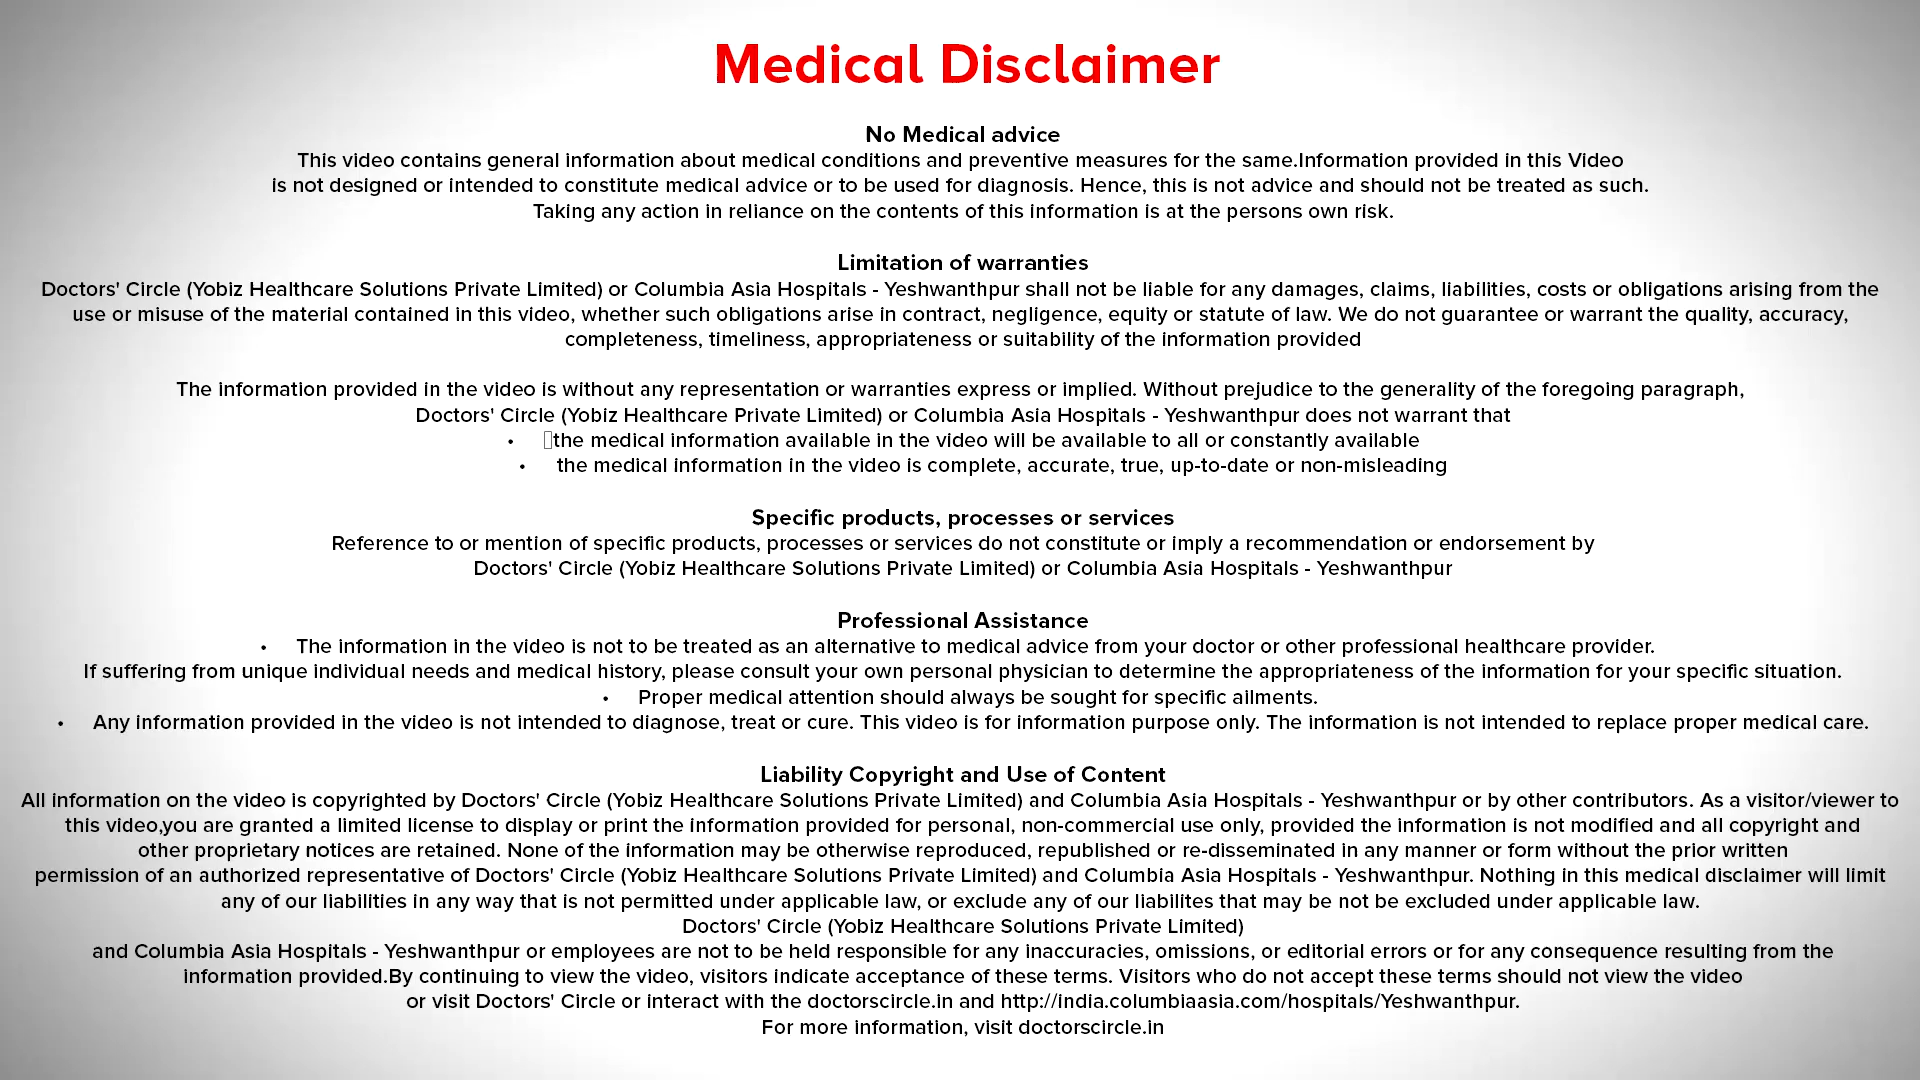 Medical Disclaimer
No Medical advice
This video contains general information about medical conditions and preventive measures for the same.Information provided in this Video
is not designed or intended to constitute medical advice or to be used for diagnosis. Hence, this is not advice and should not be treated as such.
Taking any action in reliance on the contents of this information is at the persons own risk.
Limitation of warranties
Doctors' Circle (Yobiz Healthcare Solutions Private Limited) or Columbia Asia Hospitals - Yeshwanthpur shall not be liable for any damages, claims, liabilities, costs or obligations arising from the
use or misuse of the material contained in this video, whether such obligations arise in contract, negligence, equity or statute of law. We do not guarantee or warrant the quality, accuracy,
completeness, timeliness, appropriateness or suitability of the information provided
The information provided in the video is without any representation or warranties express or implied. Without prejudice to the generality of the foregoing paragraph,
Doctors' Circle (Yobiz Healthcare Private Limited) or Columbia Asia Hospitals - Yeshwanthpur does not warrant that
• the medical information available in the video will be available to all or constantly available
• the medical information in the video is complete, accurate, true, up-to-date or non-misleading
Specific products, processes or services
Reference to or mention of specific products, processes or services do not constitute or imply a recommendation or endorsement by
Doctors' Circle (Yobiz Healthcare Solutions Private Limited) or Columbia Asia Hospitals - Yeshwanthpur
Professional Assistance
• The information in the video is not to be treated as an alternative to medical advice from your doctor or other professional healthcare provider.
If suffering from unique individual needs and medical history, please consult your own personal physician to determine the appropriateness of the information for your specific situation.
• Proper medical attention should always be sought for specific ailments.
• Any information provided in the video is not intended to diagnose, treat or cure. This video is for information purpose only. The information is not intended to replace proper medical care.
Liability Copyright and Use of Content
All information on the video is copyrighted by Doctors' Circle (Yobiz Healthcare Solutions Private Limited) and Columbia Asia Hospitals - Yeshwanthpur or by other contributors. As a visitor/viewer to
this video,you are granted a limited license to display or print the information provided for personal, non-commercial use only, provided the information is not modified and all copyright and
other proprietary notices are retained. None of the information may be otherwise reproduced, republished or re-disseminated in any manner or form without the prior written
permission of an authorized representative of Doctors' Circle (Yobiz Healthcare Solutions Private Limited) and Columbia Asia Hospitals - Yeshwanthpur. Nothing in this medical disclaimer will limit
any of our liabilities in any way that is not permitted under applicable law, or exclude any of our liabilites that may be not be excluded under applicable law.
Doctors' Circle (Yobiz Healthcare Solutions Private Limited)
and Columbia Asia Hospitals - Yeshwanthpur or employees are not to be held responsible for any inaccuracies, omissions, or editorial errors or for any consequence resulting from the
information provided.By continuing to view the video, visitors indicate acceptance of these terms. Visitors who do not accept these terms should not view the video
or visit Doctors' Circle or interact with the doctorscircle.in and http://india.columbiaasia.com/hospitals/Yeshwanthpur.
For more information, visit doctorscircle.in